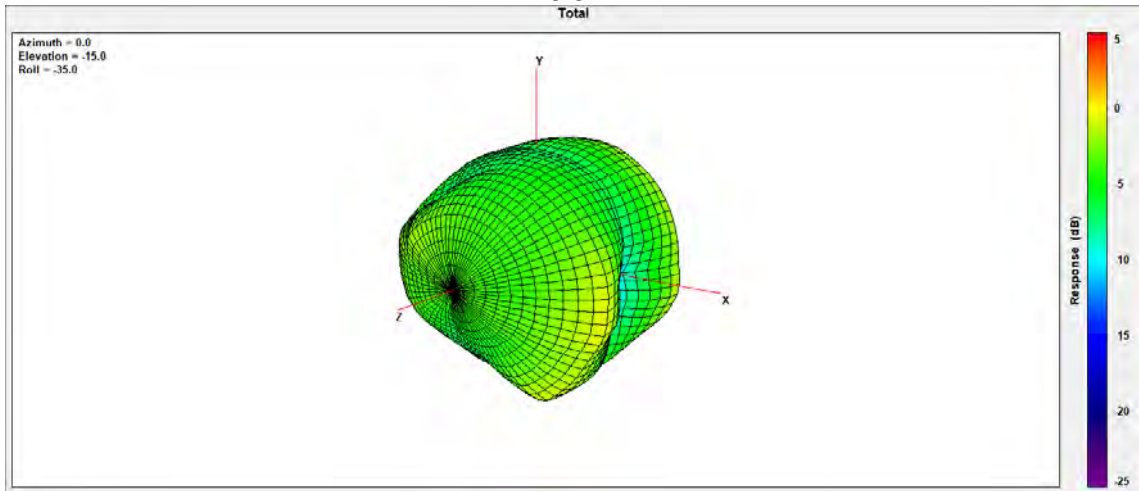 Total
Azimuth = 0.0
Elevation = -15.0
Roll = -35.0
Y
X
Z
5
0
-5
10
15
-20
-25
Response (dB)